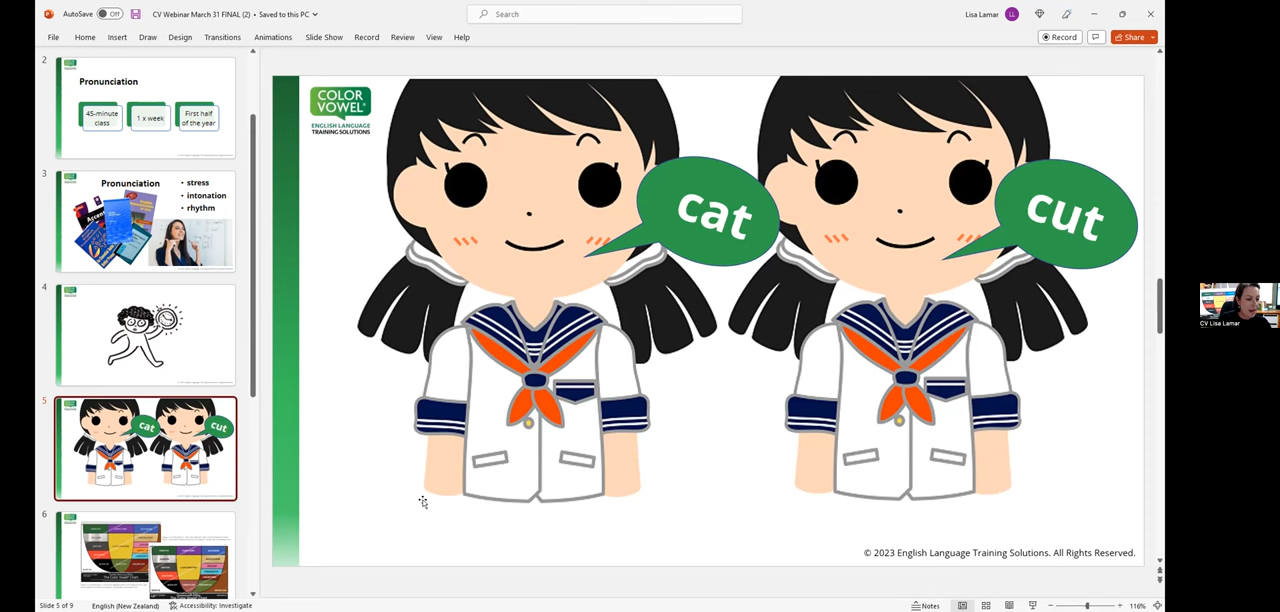 AutoSave Off CV Webinar March 31 FINAL (2) • Saved to this PC Search Lisa Lamar LL
File Home Insert Draw Design Transitions Animations Slide Show Record Review View Help Record Share
2
Pronunciation
45-minute class
1 x week
First half of the year
3
Pronunciation
• stress
• intonation
• rhythm
4
5
cat
cut
6
COLOR
VOWEL®
ENGLISH LANGUAGE
TRAINING SOLUTIONS
cat
cut
© 2023 English Language Training Solutions. All Rights Reserved.
CV Lisa Lamar
Slide 5 of 9 English (New Zealand) Accessibility: Investigate Notes 116%